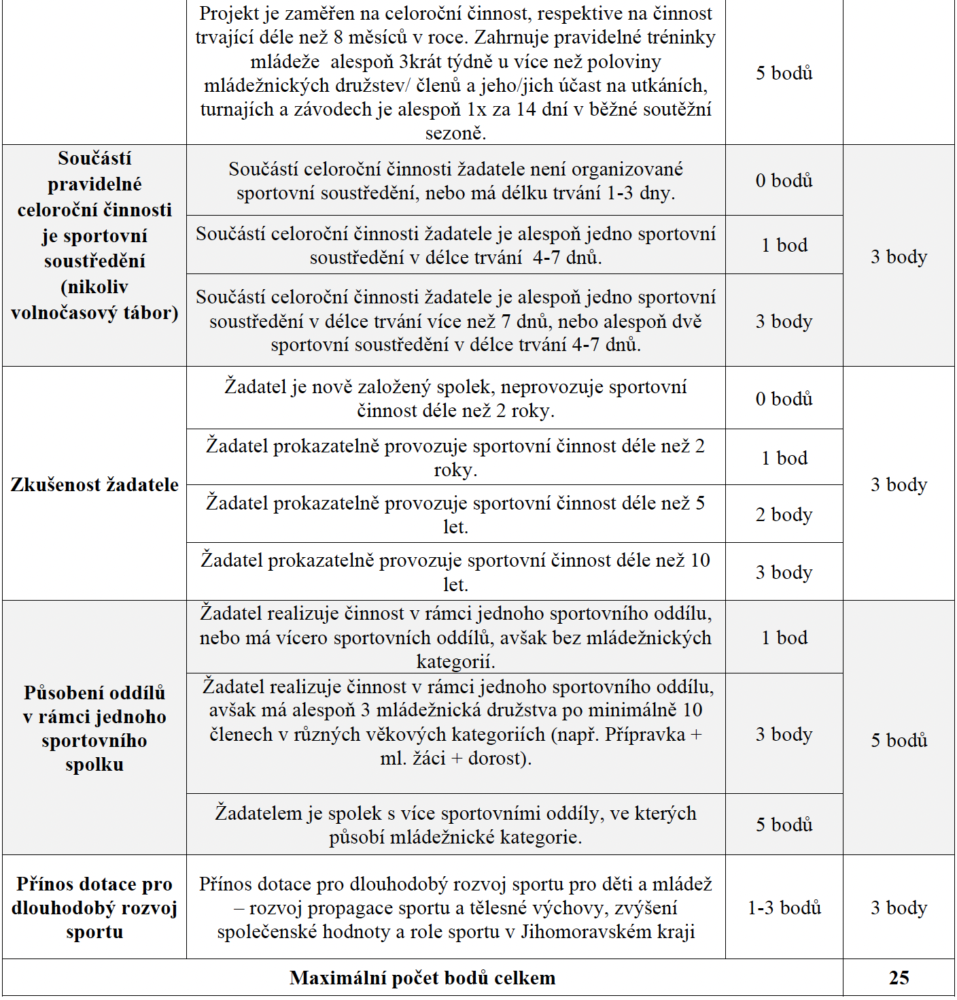 Projekt je zaměřen na celoroční činnost, respektive na činnost
trvající déle než 8 měsíců v roce. Zahrnuje pravidelné tréninky
mládeže  alespoň 3krát týdně u více než poloviny
mládežnických družstev/ členů a jeho/jich účast na utkáních,
turnajích a závodech je alespoň 1x za 14 dní v běžné soutěžní
sezoně.
5 bodů
Součástí
pravidelné
celoroční činnosti
je sportovní
soustředění
(nikoliv
volnočasový tábor)
Součástí celoroční činnosti žadatele není organizované
sportovní soustředění, nebo má délku trvání 1-3 dny.
0 bodů
Součástí celoroční činnosti žadatele je alespoň jedno sportovní
soustředění v délce trvání  4-7 dnů.
1 bod
Součástí celoroční činnosti žadatele je alespoň jedno sportovní
soustředění v délce trvání více než 7 dnů, nebo alespoň dvě
sportovní soustředění v délce trvání 4-7 dnů.
3 body
3 body
Zkušenost žadatele
Žadatel je nově založený spolek, neprovozuje sportovní
činnost déle než 2 roky.
0 bodů
Žadatel prokazatelně provozuje sportovní činnost déle než 2
roky.
1 bod
Žadatel prokazatelně provozuje sportovní činnost déle než 5
let.
2 body
Žadatel prokazatelně provozuje sportovní činnost déle než 10
let.
3 body
3 body
Působení oddílů
v rámci jednoho
sportovního
spolku
Žadatel realizuje činnost v rámci jednoho sportovního oddílu,
nebo má vícero sportovních oddílů, avšak bez mládežnických
kategorií.
1 bod
Žadatel realizuje činnost v rámci jednoho sportovního oddílu,
avšak má alespoň 3 mládežnická družstva po minimálně 10
členech v různých věkových kategoriích (např. Přípravka +
ml. žáci + dorost).
3 body
Žadatelem je spolek s více sportovními oddíly, ve kterých
působí mládežnické kategorie.
5 bodů
5 bodů
Přínos dotace pro
dlouhodobý rozvoj
sportu
Přínos dotace pro dlouhodobý rozvoj sportu pro děti a mládež
– rozvoj propagace sportu a tělesné výchovy, zvýšení
společenské hodnoty a role sportu v Jihomoravském kraji
1-3 bodů
3 body
Maximální počet bodů celkem
25